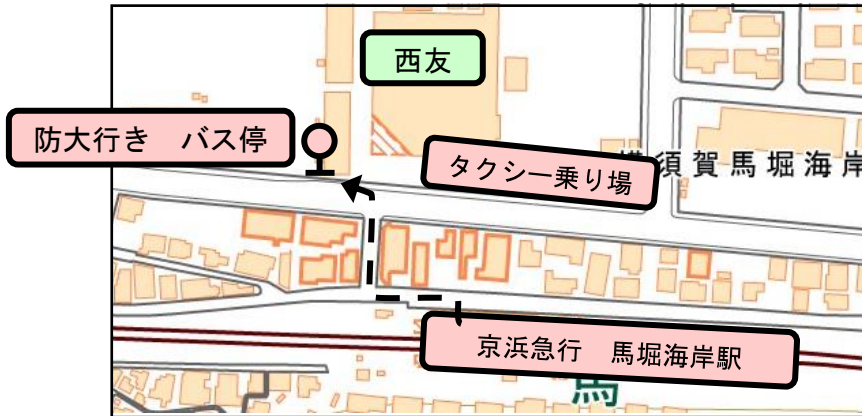 西友
防大行き　バス停
タクシー乗り場
須賀馬堀海岸
京浜急行　馬堀海岸駅
馬